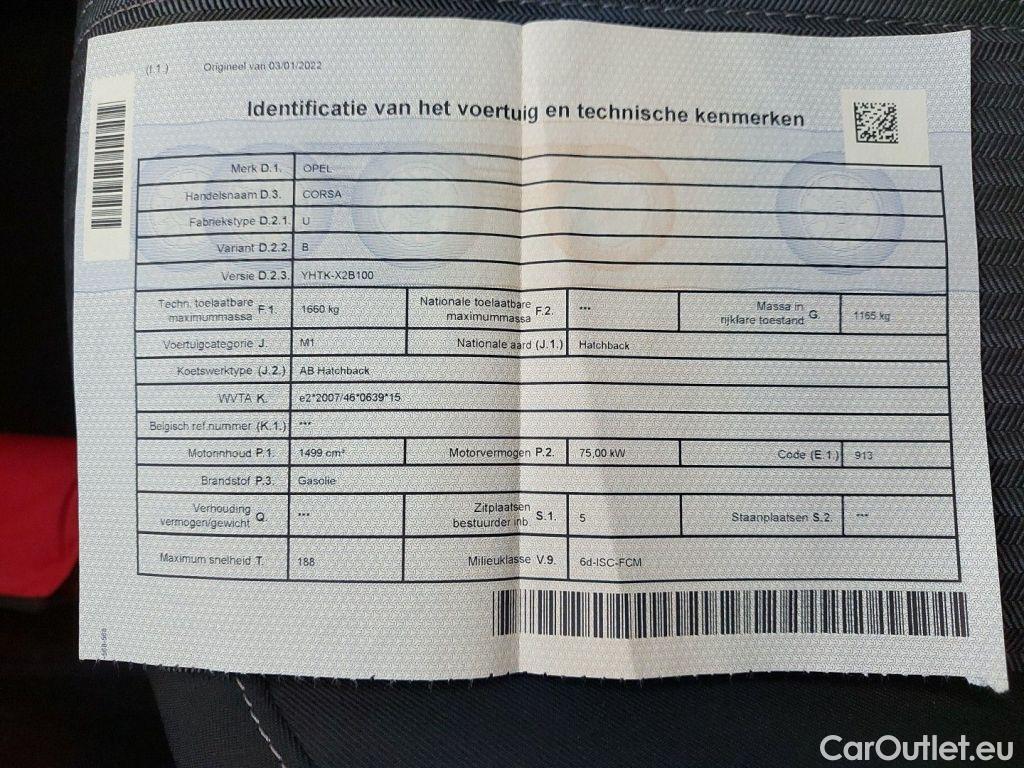 (f.1.) Origineel van 03/01/2022
Identificatie van het voertuig en technische kenmerken
Merk D.1. OPEL
Handelsnaam D.3. CORSA
Fabriekstype D.2.1. U
Variant D.2.2. B
Versie D.2.3. YHTK-X2B100
Techn. toelaatbare maximummassa F.1. 1660 kg Nationale toelaatbare maximummassa F.2. --- Massa in rijklare toestand G. 1165 kg
Voertuigcategorie J. M1 Nationale aard (J.1.) Hatchback
Koetswerktype (J.2.) AB Hatchback
WVTA K. e2*2007/46*0639*15
Belgisch ref.nummer (K.1.) ---
Motorinhoud P.1. 1499 cm³ Motorvermogen P.2. 75,00 kW Code (E.1.) 913
Brandstof P.3. Gasolie
Verhouding vermogen/gewicht Q. --- Zitplaatsen bestuurder inb. S.1. 5 Staanplaatsen S.2. ---
Maximum snelheid T. 188 Milieuklasse V.9. 6d-ISC-FCM
CarOutlet.eu